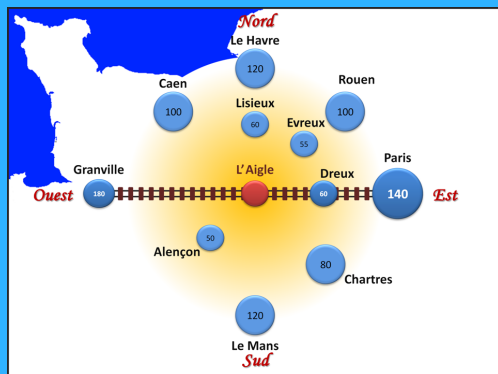 Nord
Le Havre
120
Caen
100
Rouen
100
Lisieux
60
Evreux
55
Granville
180
L'Aigle
Dreux
60
Paris
140
Ouest
Est
50
Alençon
80
Chartres
120
Le Mans
Sud